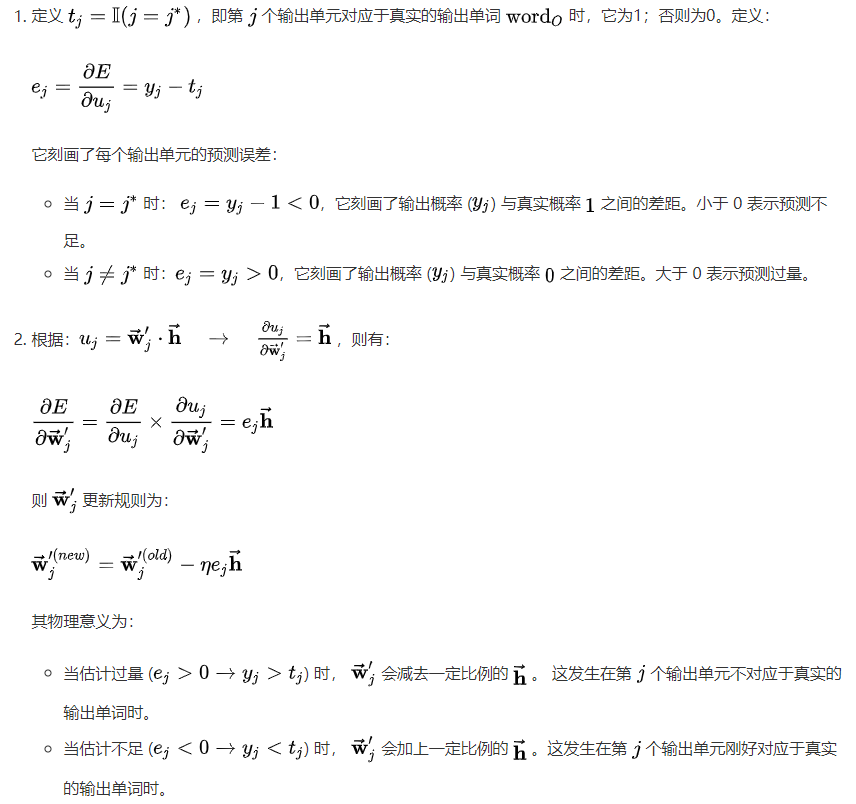 1. 定义 $t_j = \mathbb{I}(j = j^*)$ ，即第 $j$ 个输出单元对应于真实的输出单词 $\text{word}_O$ 时，它为1；否则为0。定义：
$e_j = \frac{\partial E}{\partial u_j} = y_j - t_j$
它刻画了每个输出单元的预测误差：
○ 当 $j = j^*$ 时： $e_j = y_j - 1 < 0$，它刻画了输出概率 ($y_j$) 与真实概率 $1$ 之间的差距。小于 0 表示预测不
足。
○ 当 $j \neq j^*$ 时：$e_j = y_j > 0$，它刻画了输出概率 ($y_j$) 与真实概率 $0$ 之间的差距。大于 0 表示预测过量。
2. 根据：$u_j = \vec{\mathbf{w}}'_j \cdot \vec{\mathbf{h}} \quad \rightarrow \quad \frac{\partial u_j}{\partial \vec{\mathbf{w}}'_j} = \vec{\mathbf{h}}$ ，则有：
$\frac{\partial E}{\partial \vec{\mathbf{w}}'_j} = \frac{\partial E}{\partial u_j} \times \frac{\partial u_j}{\partial \vec{\mathbf{w}}'_j} = e_j \vec{\mathbf{h}}$
则 $\vec{\mathbf{w}}'_j$ 更新规则为：
$\vec{\mathbf{w}}_j^{\prime(new)} = \vec{\mathbf{w}}_j^{\prime(old)} - \eta e_j \vec{\mathbf{h}}$
其物理意义为：
○ 当估计过量 ($e_j > 0 \rightarrow y_j > t_j$) 时， $\vec{\mathbf{w}}'_j$ 会减去一定比例的 $\vec{\mathbf{h}}$ 。 这发生在第 $j$ 个输出单元不对应于真实的
输出单词时。
○ 当估计不足 ($e_j < 0 \rightarrow y_j < t_j$) 时， $\vec{\mathbf{w}}'_j$ 会加上一定比例的 $\vec{\mathbf{h}}$ 。这发生在第 $j$ 个输出单元刚好对应于真实
的输出单词时。